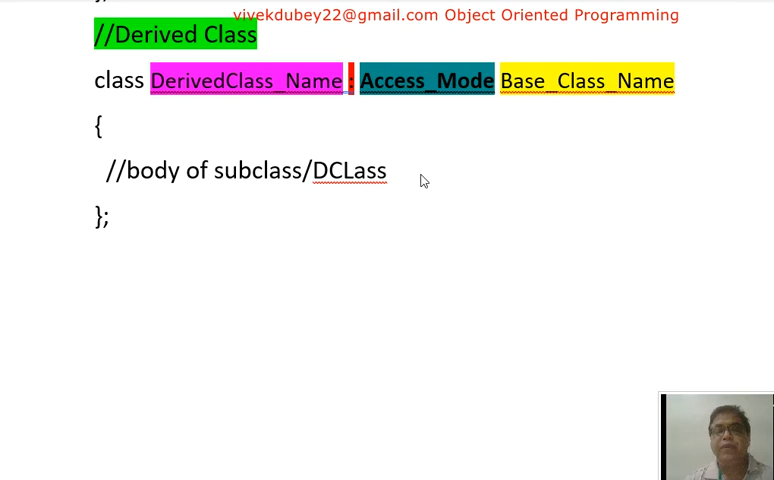 vivekdubey22@gmail.com Object Oriented Programming
//Derived Class
class DerivedClass_Name : Access_Mode Base_Class_Name
{
//body of subclass/DCLass
};